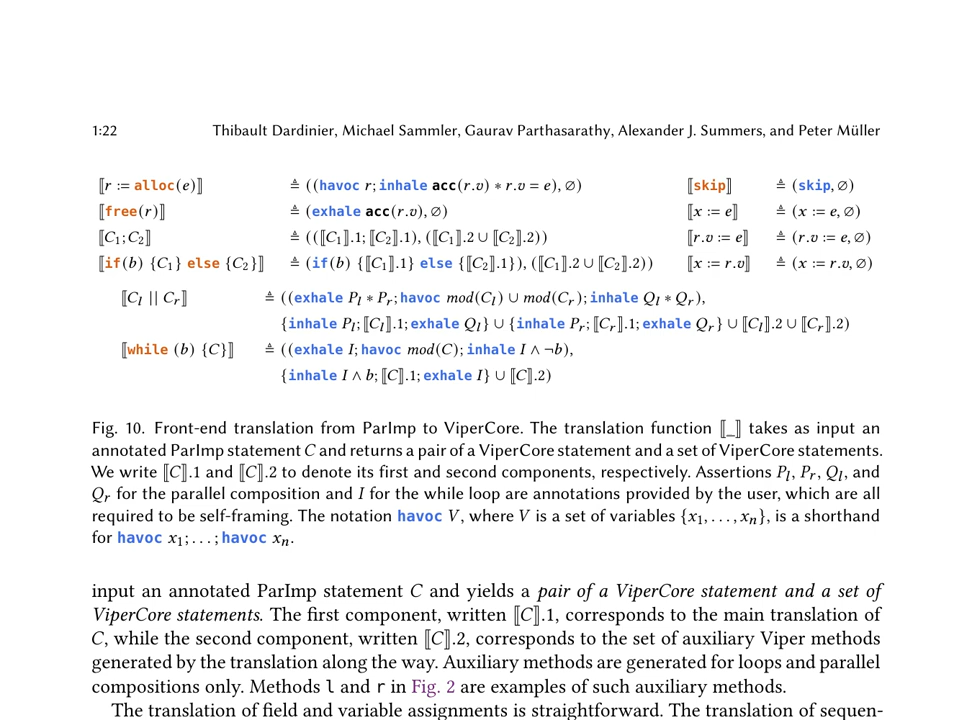 1:22 Thibault Dardinier, Michael Sammler, Gaurav Parthasarathy, Alexander J. Summers, and Peter Müller
⟦r := alloc(e)⟧ ≜ ((havoc r; inhale acc(r.v) ∗ r.v = e), ∅) ⟦skip⟧ ≜ (skip, ∅)
⟦free(r)⟧ ≜ (exhale acc(r.v), ∅) ⟦x := e⟧ ≜ (x := e, ∅)
⟦C₁; C₂⟧ ≜ ((⟦C₁⟧.1; ⟦C₂⟧.1), (⟦C₁⟧.2 ∪ ⟦C₂⟧.2)) ⟦r.v := e⟧ ≜ (r.v := e, ∅)
⟦if(b) {C₁} else {C₂}⟧ ≜ (if(b) {⟦C₁⟧.1} else {⟦C₂⟧.1}), (⟦C₁⟧.2 ∪ ⟦C₂⟧.2)) ⟦x := r.v⟧ ≜ (x := r.v, ∅)
⟦Cₗ || Cᵣ⟧ ≜ ((exhale Pₗ ∗ Pᵣ; havoc mod(Cₗ) ∪ mod(Cᵣ); inhale Qₗ ∗ Qᵣ),
{inhale Pₗ; ⟦Cₗ⟧.1; exhale Qₗ} ∪ {inhale Pᵣ; ⟦Cᵣ⟧.1; exhale Qᵣ} ∪ ⟦Cₗ⟧.2 ∪ ⟦Cᵣ⟧.2)
⟦while (b) {C}⟧ ≜ ((exhale I; havoc mod(C); inhale I ∧ ¬b),
{inhale I ∧ b; ⟦C⟧.1; exhale I} ∪ ⟦C⟧.2)
Fig. 10. Front-end translation from ParImp to ViperCore. The translation function ⟦_⟧ takes as input an
annotated ParImp statement C and returns a pair of a ViperCore statement and a set of ViperCore statements.
We write ⟦C⟧.1 and ⟦C⟧.2 to denote its first and second components, respectively. Assertions Pₗ, Pᵣ, Qₗ, and
Qᵣ for the parallel composition and I for the while loop are annotations provided by the user, which are all
required to be self-framing. The notation havoc V, where V is a set of variables {x₁, . . . , xₙ}, is a shorthand
for havoc x₁; . . . ; havoc xₙ.
input an annotated ParImp statement C and yields a pair of a ViperCore statement and a set of
ViperCore statements. The first component, written ⟦C⟧.1, corresponds to the main translation of
C, while the second component, written ⟦C⟧.2, corresponds to the set of auxiliary Viper methods
generated by the translation along the way. Auxiliary methods are generated for loops and parallel
compositions only. Methods l and r in Fig. 2 are examples of such auxiliary methods.
The translation of field and variable assignments is straightforward. The translation of sequen-